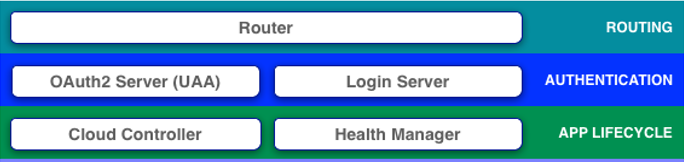 Router
ROUTING
OAuth2 Server (UAA)
Login Server
AUTHENTICATION
Cloud Controller
Health Manager
APP LIFECYCLE